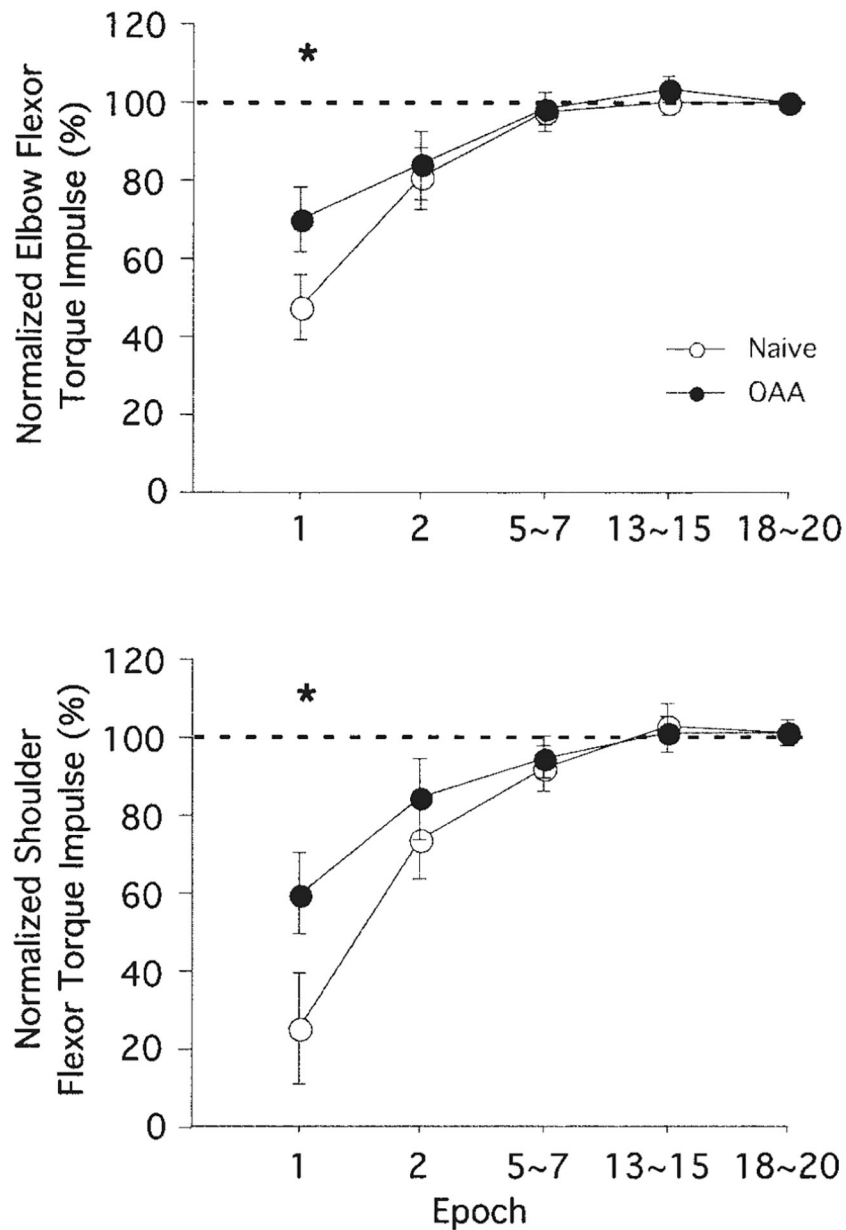 Normalized Elbow Flexor
Torque Impulse (%)
120
100
80
60
40
20
0
*
Naive
OAA
1 2 5~7 13~15 18~20
Normalized Shoulder
Flexor Torque Impulse (%)
120
100
80
60
40
20
0
*
1 2 5~7 13~15 18~20
Epoch